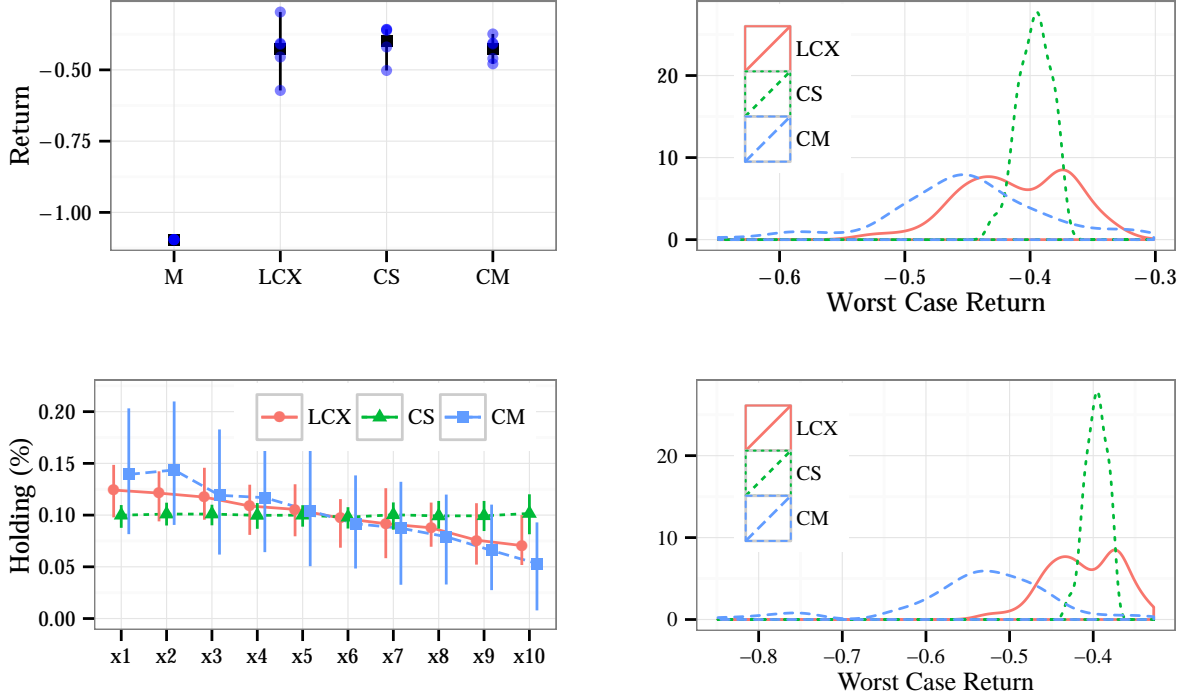 Return
−0.50
−0.75
−1.00
M LCX CS CM
LCX
CS
CM
20
10
0
−0.6 −0.5 −0.4 −0.3
Worst Case Return
Holding (%)
0.20
0.15
0.10
0.05
0.00
LCX CS CM
x1 x2 x3 x4 x5 x6 x7 x8 x9 x10
LCX
CS
CM
20
10
0
−0.8 −0.7 −0.6 −0.5 −0.4
Worst Case Return